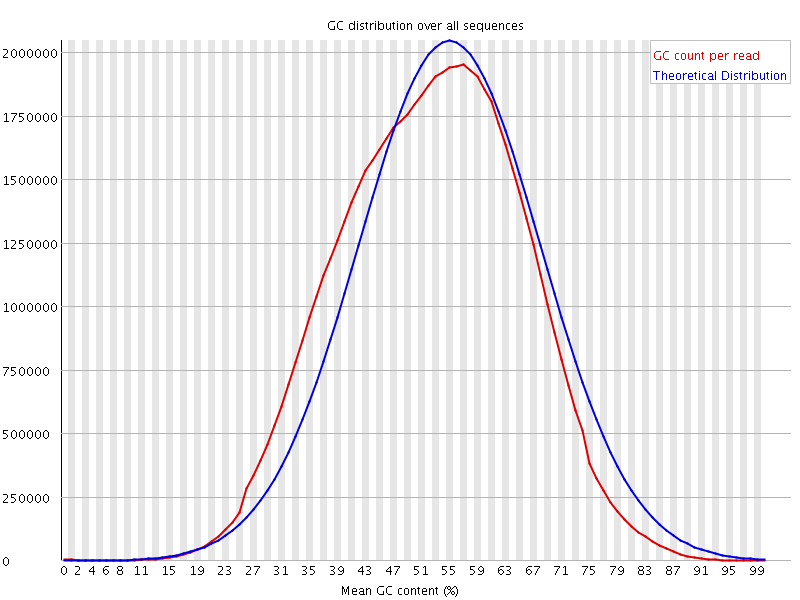 GC distribution over all sequences
GC count per read
Theoretical Distribution
2000000
1750000
1500000
1250000
1000000
750000
500000
250000
0
0 2 4 6 8 11 15 19 23 27 31 35 39 43 47 51 55 59 63 67 71 75 79 83 87 91 95 99
Mean GC content (%)